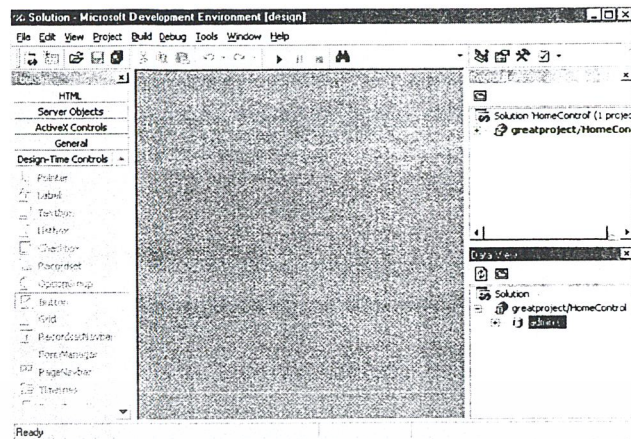 Solution - Microsoft Development Environment [design]
File Edit View Project Build Debug Tools Window Help
HTML
Server Objects
ActiveX Controls
General
Design-Time Controls
Pointer
Label
Textbox
Listbox
Checkbox
Recordset
OptionGroup
Button
Grid
RecordsetNavbar
FormManager
PageNavbar
Timelines
Solution 'HomeControl' (1 projec
greatproject/HomeCon
Data View
Solution
greatproject/HomeControl
Ready